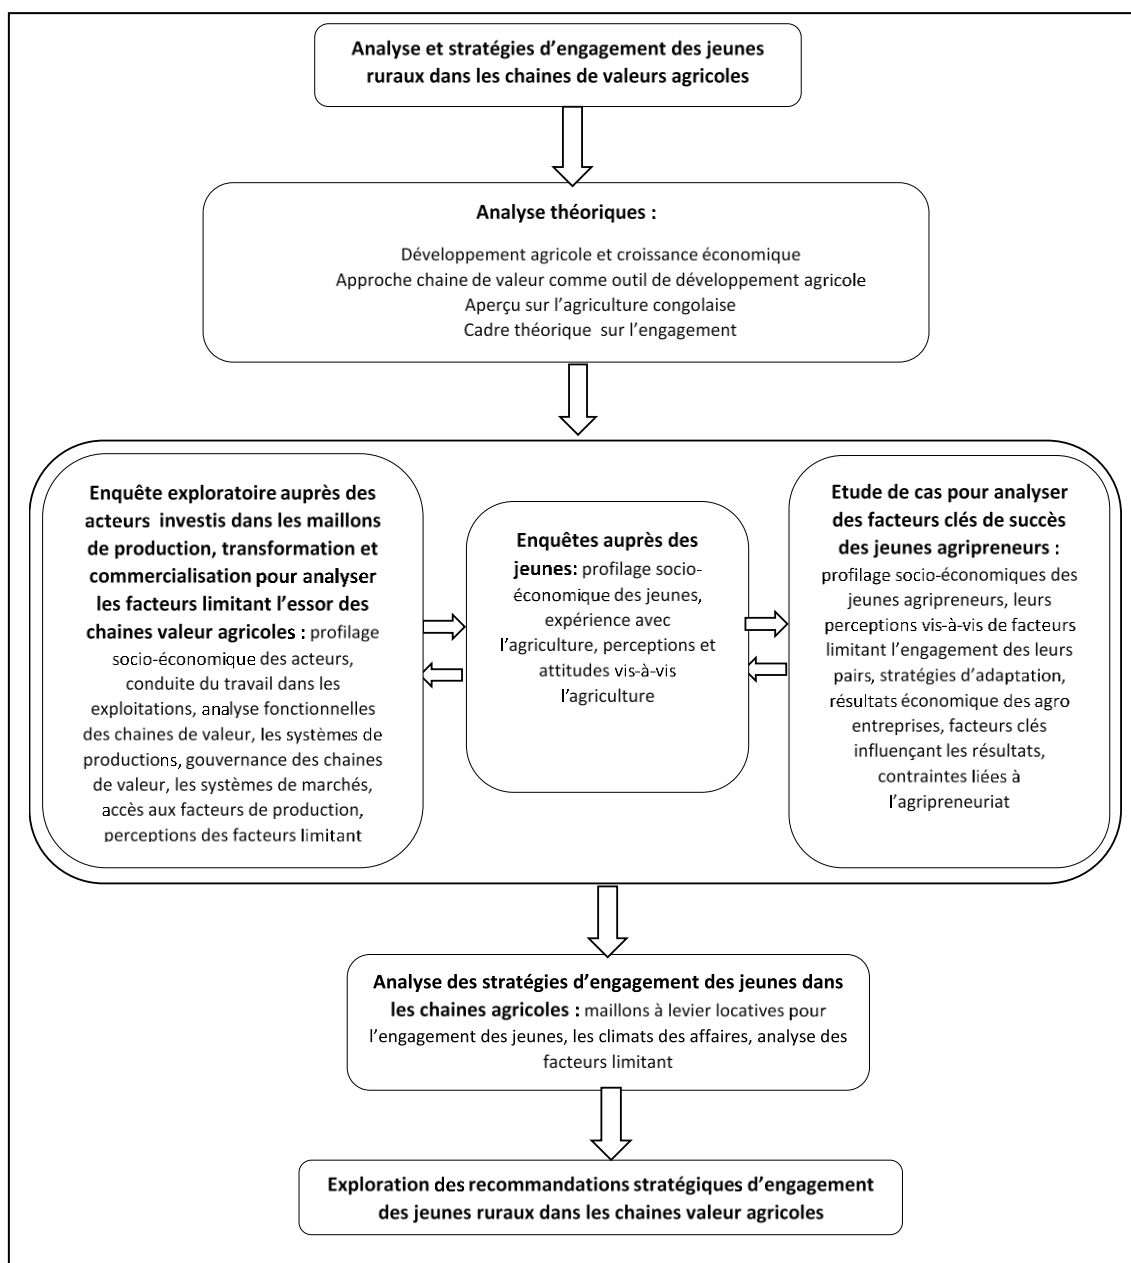 Analyse et stratégies d’engagement des jeunes
ruraux dans les chaines de valeurs agricoles
Analyse théoriques :
Développement agricole et croissance économique
Approche chaine de valeur comme outil de développement agricole
Aperçu sur l’agriculture congolaise
Cadre théorique sur l’engagement
Enquête exploratoire auprès des
acteurs investis dans les maillons
de production, transformation et
commercialisation pour analyser
les facteurs limitant l’essor des
chaines valeur agricoles : profilage
socio-économique des acteurs,
conduite du travail dans les
exploitations, analyse fonctionnelles
des chaines de valeur, les systèmes de
productions, gouvernance des chaines
de valeur, les systèmes de marchés,
accès aux facteurs de production,
perceptions des facteurs limitant
Enquêtes auprès des
jeunes: profilage socio-
économique des jeunes,
expérience avec
l’agriculture, perceptions et
attitudes vis-à-vis
l’agriculture
Etude de cas pour analyser
des facteurs clés de succès
des jeunes agripreneurs :
profilage socio-économiques des
jeunes agripreneurs, leurs
perceptions vis-à-vis de facteurs
limitant l’engagement des leurs
pairs, stratégies d’adaptation,
résultats économique des agro
entreprises, facteurs clés
influençant les résultats,
contraintes liées à
l’agripreneuriat
Analyse des stratégies d’engagement des jeunes dans
les chaines agricoles : maillons à levier locatives pour
l’engagement des jeunes, les climats des affaires, analyse des
facteurs limitant
Exploration des recommandations stratégiques d’engagement
des jeunes ruraux dans les chaines valeur agricoles